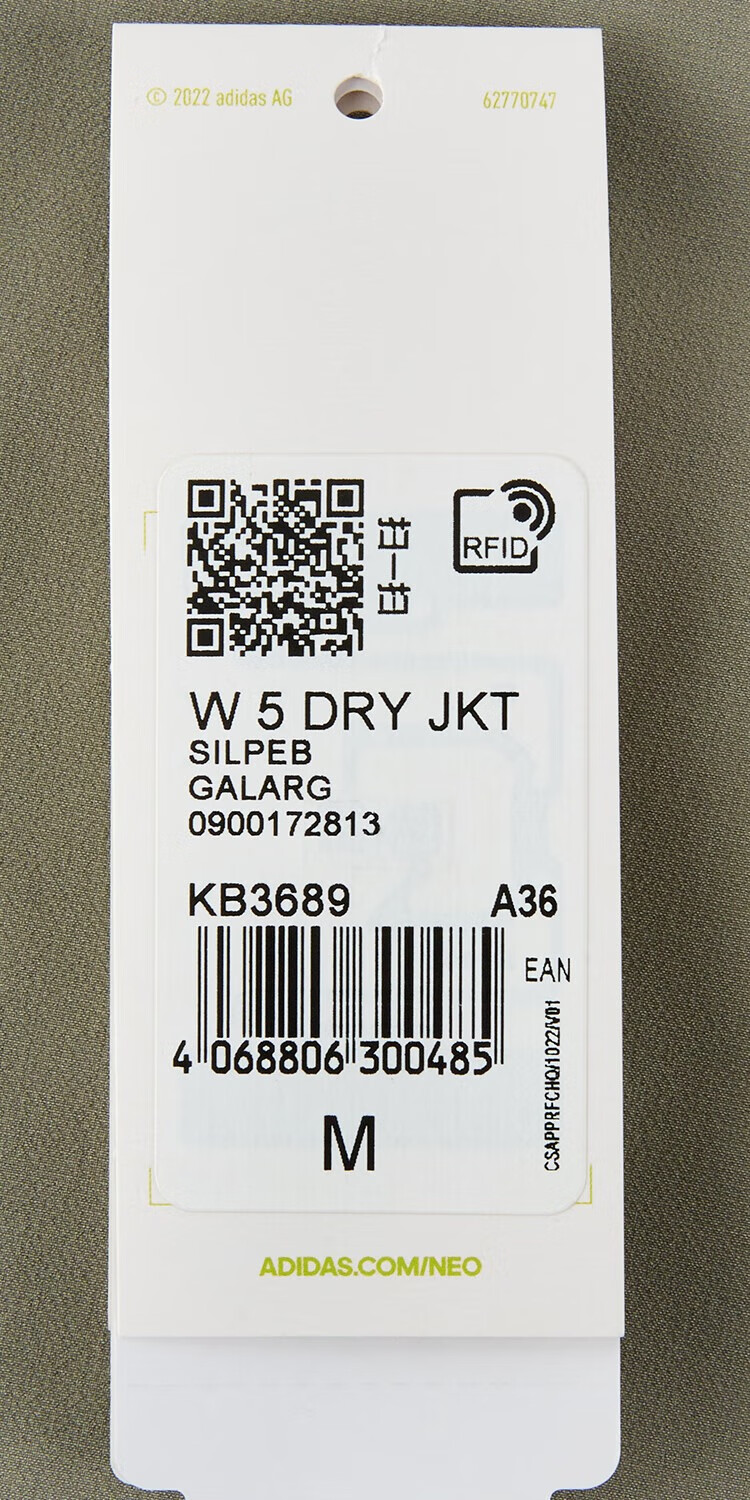 © 2022 adidas AG
62770747
扫一扫
RFID
W 5 DRY JKT
SILPEB
GALARG
0900172813
KB3689
A36
EAN
4 068806 300485
CSAPPRFCHQ/1022/V01
M
ADIDAS.COM/NEO